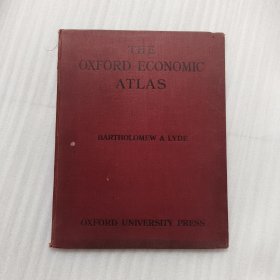 THE
OXFORD ECONOMIC
ATLAS
BARTHOLOMEW & LYDE
OXFORD UNIVERSITY PRESS